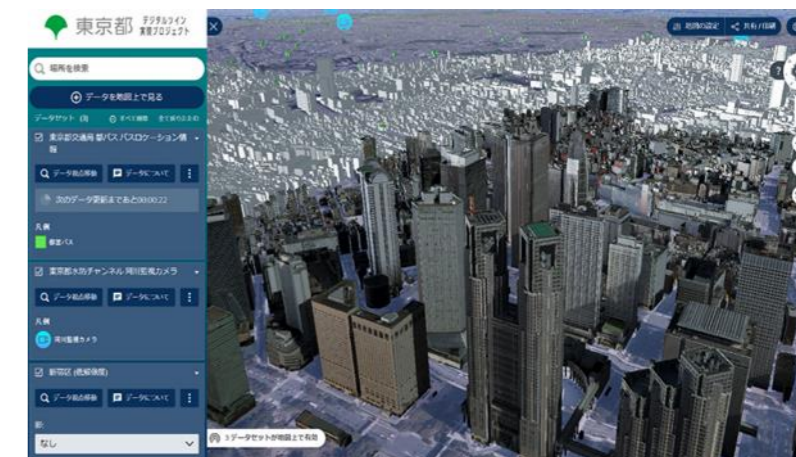 東京都 デジタルツイン
実現プロジェクト
場所を検索
データを地図上で見る
データセット (3) すべて削除
東京都交通局 都バス バスロケーション情
報
データ視点移動 データについて
次のデータ更新まであと00:00:22
凡例
都営バス
東京都水防チャンネル 河川監視カメラ
データ視点移動 データについて
凡例
河川監視カメラ
新宿区 (低解像度)
データ視点移動 データについて
影:
なし
地図の設定 共有/印刷
?
3 データセットが地図上で有効